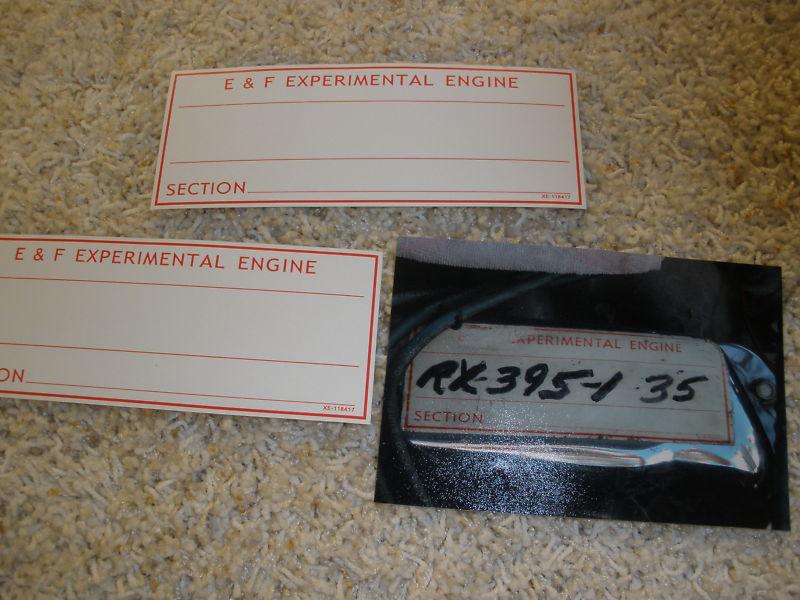 E & F EXPERIMENTAL ENGINE
SECTION
XE-118417
E & F EXPERIMENTAL ENGINE
ON
XE-118417
EXPERIMENTAL ENGINE
RX-395-1 35
SECTION